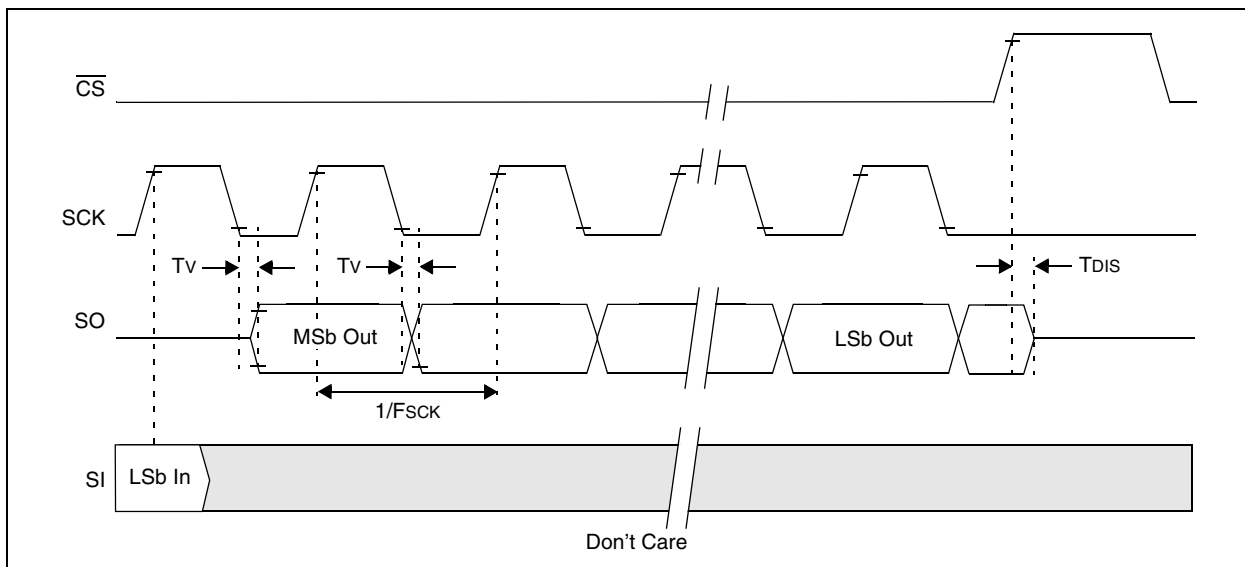 CS
SCK
TV
TV
TDIS
SO
MSb Out
LSb Out
1/FSCK
SI
LSb In
Don't Care